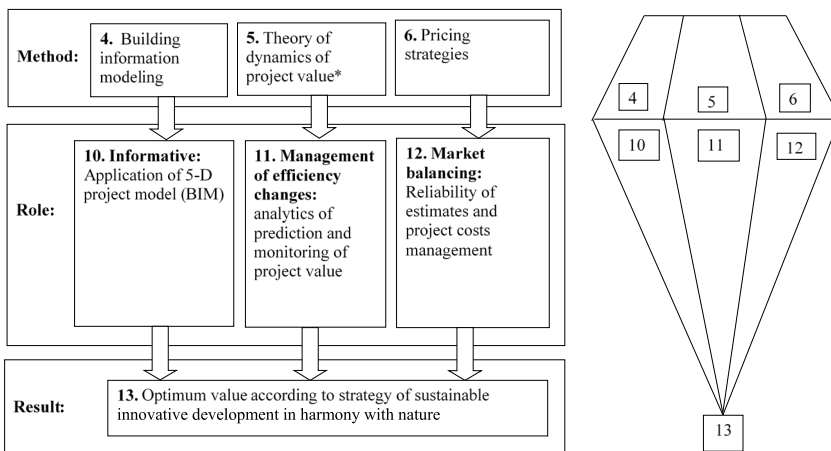 Method:
4. Building
information
modeling
5. Theory of
dynamics of
project value*
6. Pricing
strategies
Role:
10. Informative:
Application of 5-D
project model (BIM)
11. Management
of efficiency
changes:
analytics of
prediction and
monitoring of
project value
12. Market
balancing:
Reliability of
estimates and
project costs
management
Result:
13. Optimum value according to strategy of sustainable
innovative development in harmony with nature
4
5
6
10
11
12
13